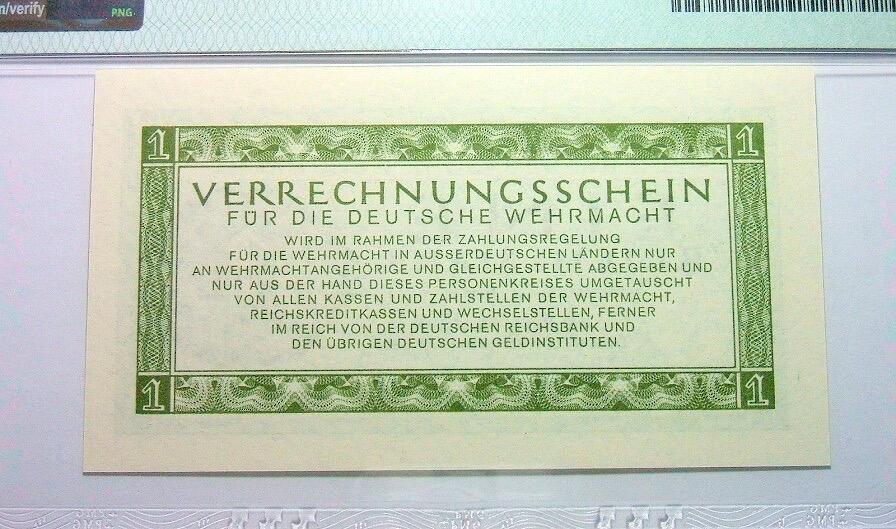 n/verify
PNG
1 1
VERRECHNUNGSSCHEIN
FÜR DIE DEUTSCHE WEHRMACHT
WIRD IM RAHMEN DER ZAHLUNGSREGELUNG
FÜR DIE WEHRMACHT IN AUSSERDEUTSCHEN LÄNDERN NUR
AN WEHRMACHTANGEHÖRIGE UND GLEICHGESTELLTE ABGEGEBEN UND
NUR AUS DER HAND DIESES PERSONENKREISES UMGETAUSCHT
VON ALLEN KASSEN UND ZAHLSTELLEN DER WEHRMACHT,
REICHSKREDITKASSEN UND WECHSELSTELLEN, FERNER
IM REICH VON DER DEUTSCHEN REICHSBANK UND
DEN ÜBRIGEN DEUTSCHEN GELDINSTITUTEN.
1 1